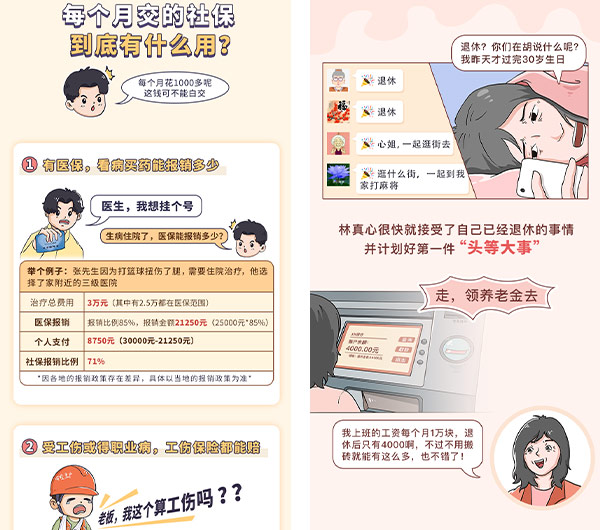 每个月交的社保
到底有什么用？
每个月花1000多呢
这钱可不能白交
1 有医保，看病买药能报销多少
医生，我想挂个号
生病住院了，医保能报销多少？
举个例子：张先生因为打篮球扭伤了腿，需要住院治疗，他选
择了家附近的三级医院
治疗总费用 3万元（其中有2.5万都在医保范围）
医保报销 报销比例85%，报销金额21250元（25000元*85%）
个人支付 8750元（30000元-21250元）
社保报销比例 71%
*因各地的报销政策存在差异，具体以当地的报销政策为准*
2 受工伤或得职业病，工伤保险都能赔
老板，我这个算工伤吗？？
退休？你们在胡说什么呢？
我昨天才过完30岁生日
退休
退休
心姐，一起逛街去
逛什么街，一起到我
家打麻将
林真心很快就接受了自己已经退休的事情
并计划好第一件“头等大事”
走，领养老金去
4000.00元
我上班的工资每个月1万块，退
休后只有4000啊，不过不用搬
砖就能有这么多，也不错了！